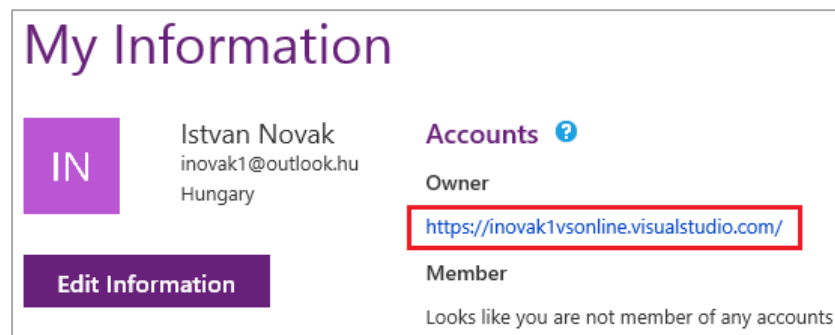 My Information
IN
Istvan Novak
inovak1@outlook.hu
Hungary
Edit Information
Accounts ?
Owner
https://inovak1vsonline.visualstudio.com/
Member
Looks like you are not member of any accounts